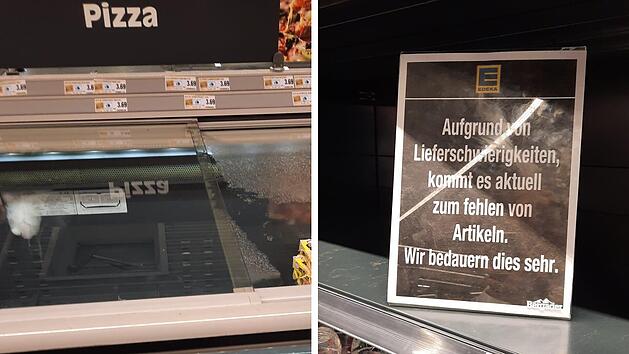 Pizza
3.69
3.69
3.69
3.69
3.69
3.69
Pizza
EDEKA
Aufgrund von
Lieferschwierigkeiten,
kommt es aktuell
zum fehlen von
Artikeln.
Wir bedauern dies sehr.